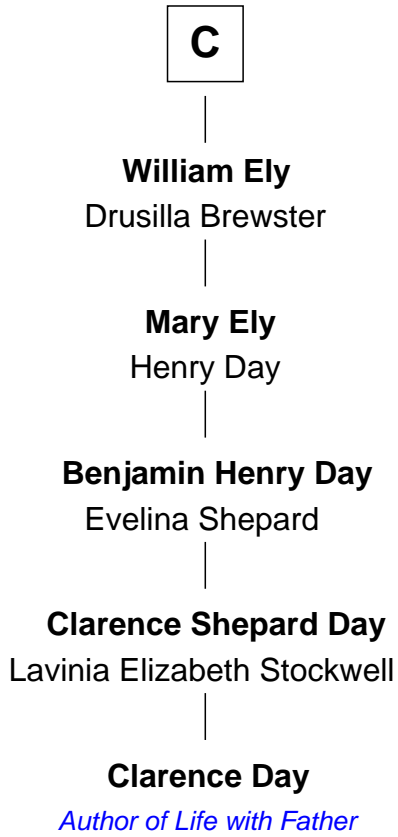 C
William Ely
Drusilla Brewster
Mary Ely
Henry Day
Benjamin Henry Day
Evelina Shepard
Clarence Shepard Day
Lavinia Elizabeth Stockwell
Clarence Day
Author of Life with Father